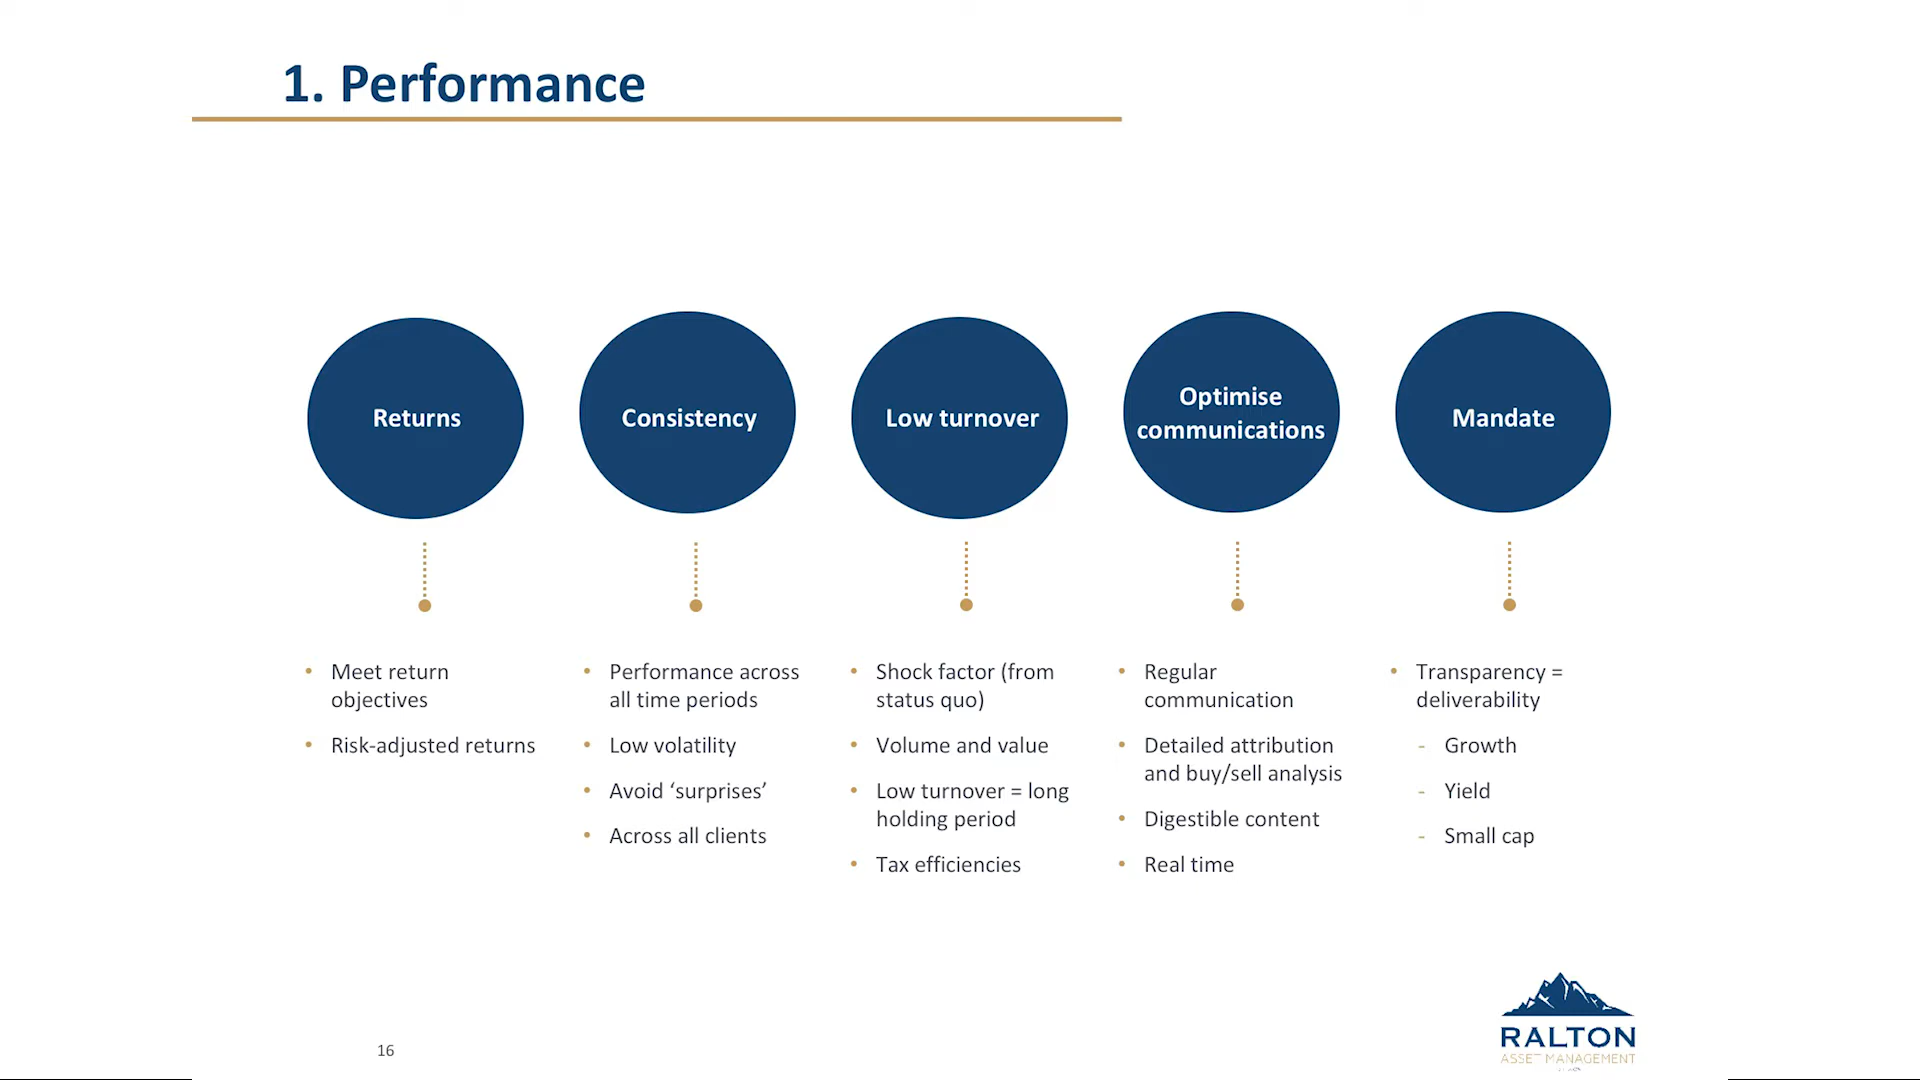 1. Performance
Returns
Consistency
Low turnover
Optimise
communications
Mandate
• Meet return
objectives
• Risk-adjusted returns
• Performance across
all time periods
• Low volatility
• Avoid ‘surprises’
• Across all clients
• Shock factor (from
status quo)
• Volume and value
• Low turnover = long
holding period
• Tax efficiencies
• Regular
communication
• Detailed attribution
and buy/sell analysis
• Digestible content
• Real time
• Transparency =
deliverability
- Growth
- Yield
- Small cap
16
RALTON
ASSET MANAGEMENT